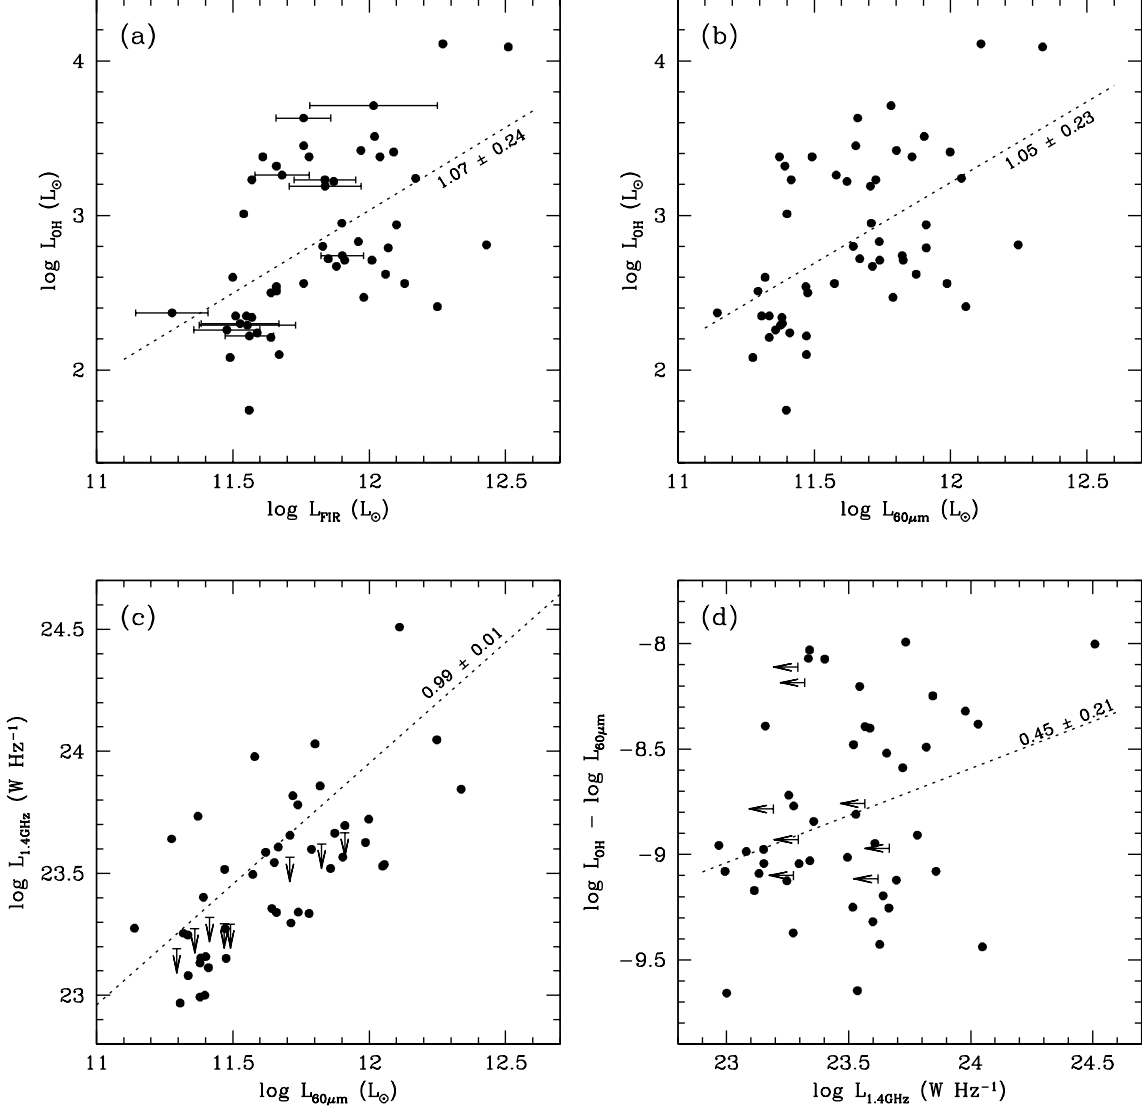 (a)
4
3
2
log L_OH (L_⊙)
1.07 ± 0.24
11 11.5 12 12.5
log L_FIR (L_⊙)
(b)
4
3
2
log L_OH (L_⊙)
1.05 ± 0.23
11 11.5 12 12.5
log L_60μm (L_⊙)
(c)
24.5
24
23.5
23
log L_1.4GHz (W Hz⁻¹)
0.99 ± 0.01
11 11.5 12 12.5
log L_60μm (L_⊙)
(d)
−8
−8.5
−9
−9.5
log L_OH − log L_60μm
0.45 ± 0.21
23 23.5 24 24.5
log L_1.4GHz (W Hz⁻¹)